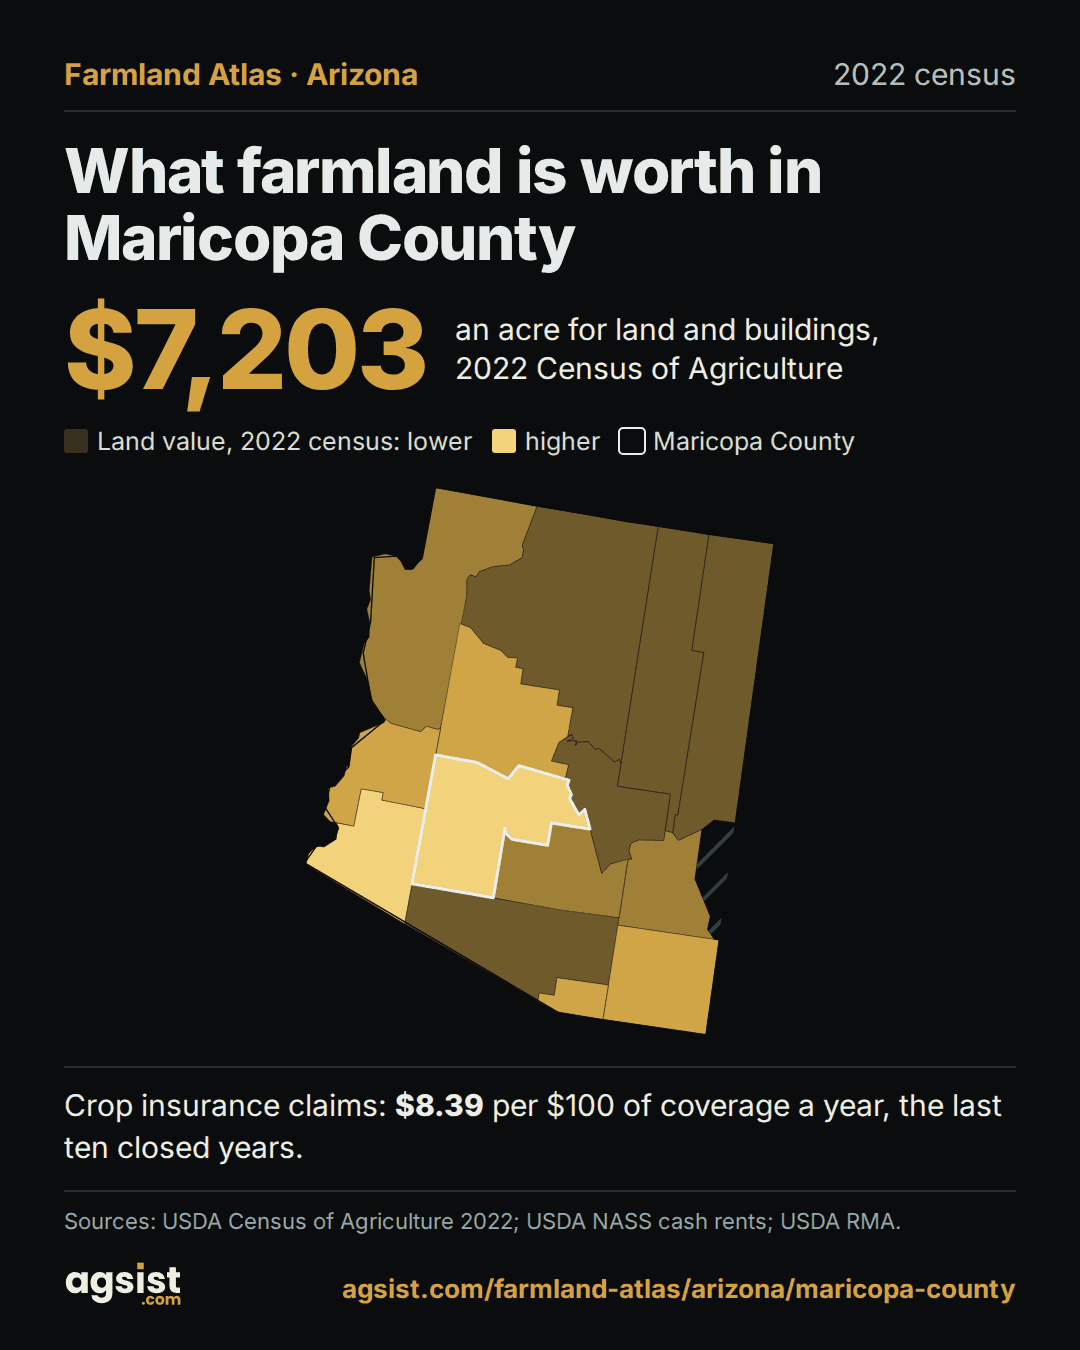 Farmland Atlas · Arizona
2022 census
What farmland is worth in
Maricopa County
$7,203
an acre for land and buildings,
2022 Census of Agriculture
Land value, 2022 census: lower
higher
Maricopa County
Crop insurance claims: $8.39 per $100 of coverage a year, the last
ten closed years.
Sources: USDA Census of Agriculture 2022; USDA NASS cash rents; USDA RMA.
agsist
.com
agsist.com/farmland-atlas/arizona/maricopa-county